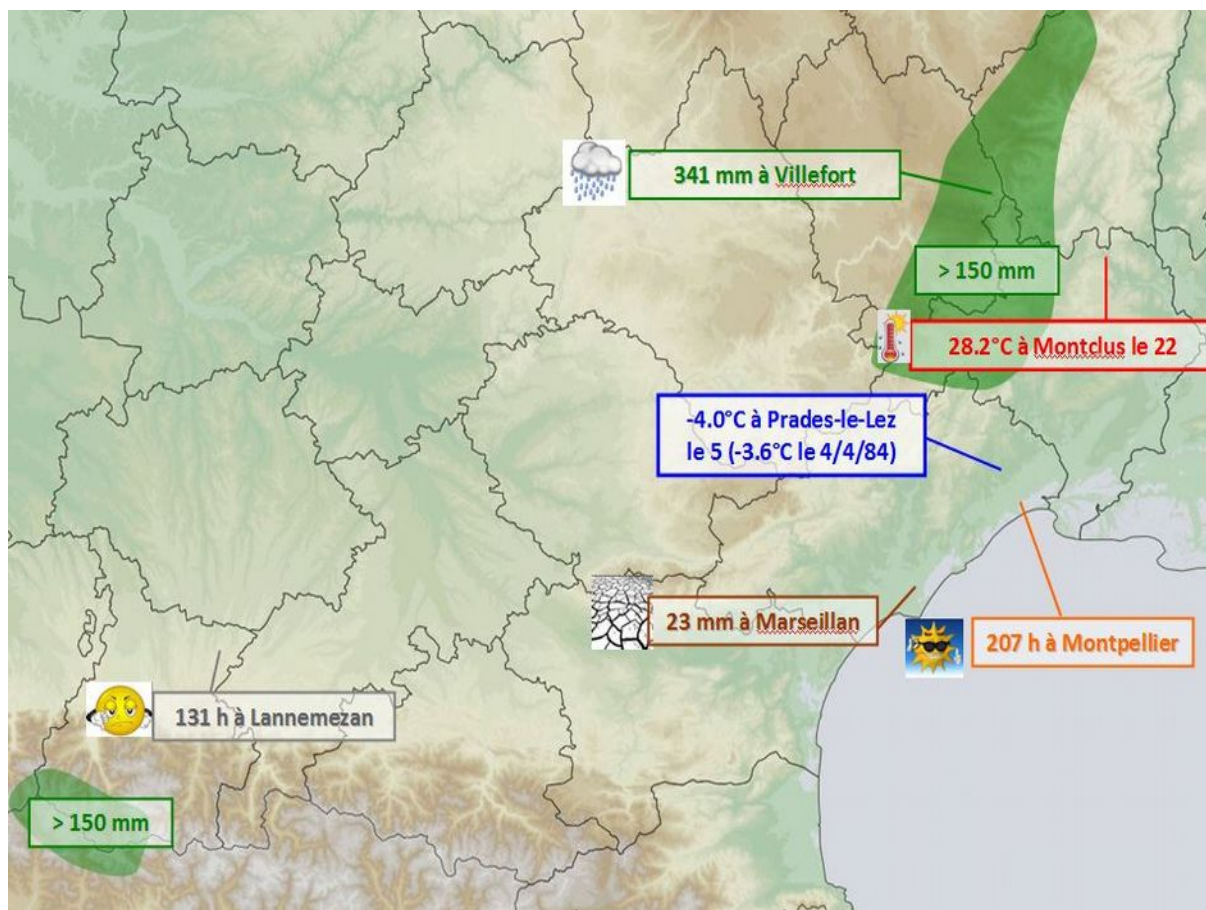 341 mm à Villefort
> 150 mm
28.2°C à Montclus le 22
-4.0°C à Prades-le-Lez
le 5 (-3.6°C le 4/4/84)
23 mm à Marseillan
207 h à Montpellier
131 h à Lannemezan
> 150 mm